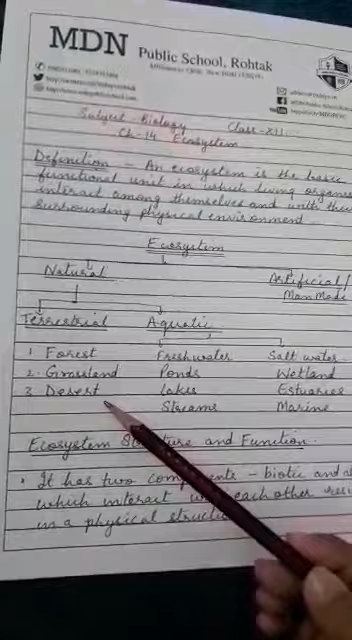 MDN Public School, Rohtak
Subject - Biology Class - XII
Ch-14 Ecosystem
Definition - An ecosystem is the basic
functional unit in which living organis
interact among themselves and with the
surrounding physical environment
Ecosystem
Natural Artificial/
Man Made
Terrestrial Aquatic
1. Forest Freshwater Salt water
2. Grassland Ponds Wetland
3. Desert Lakes Estuaries
Streams Marine
Ecosystem Structure and Function.
• It has two components - biotic and ab
which interact with each other
in a physical structure